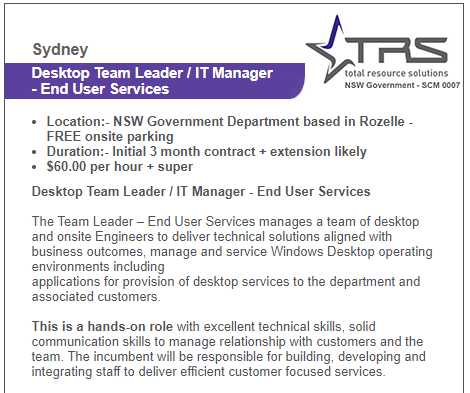 Sydney
TRS
total resource solutions
NSW Government - SCM 0007
Desktop Team Leader / IT Manager
- End User Services
• Location:- NSW Government Department based in Rozelle -
FREE onsite parking
• Duration:- Initial 3 month contract + extension likely
• $60.00 per hour + super
Desktop Team Leader / IT Manager - End User Services
The Team Leader – End User Services manages a team of desktop
and onsite Engineers to deliver technical solutions aligned with
business outcomes, manage and service Windows Desktop operating
environments including
applications for provision of desktop services to the department and
associated customers.
This is a hands-on role with excellent technical skills, solid
communication skills to manage relationship with customers and the
team. The incumbent will be responsible for building, developing and
integrating staff to deliver efficient customer focused services.